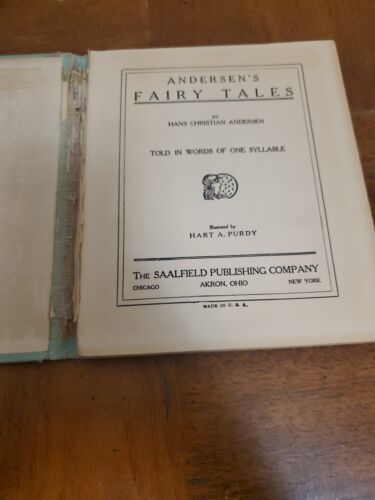 ANDERSEN'S
FAIRY TALES
BY
HANS CHRISTIAN ANDERSEN
TOLD IN WORDS OF ONE SYLLABLE
Illustrated by
HART A. PURDY
THE SAALFIELD PUBLISHING COMPANY
CHICAGO AKRON, OHIO NEW YORK
MADE IN U. S. A.